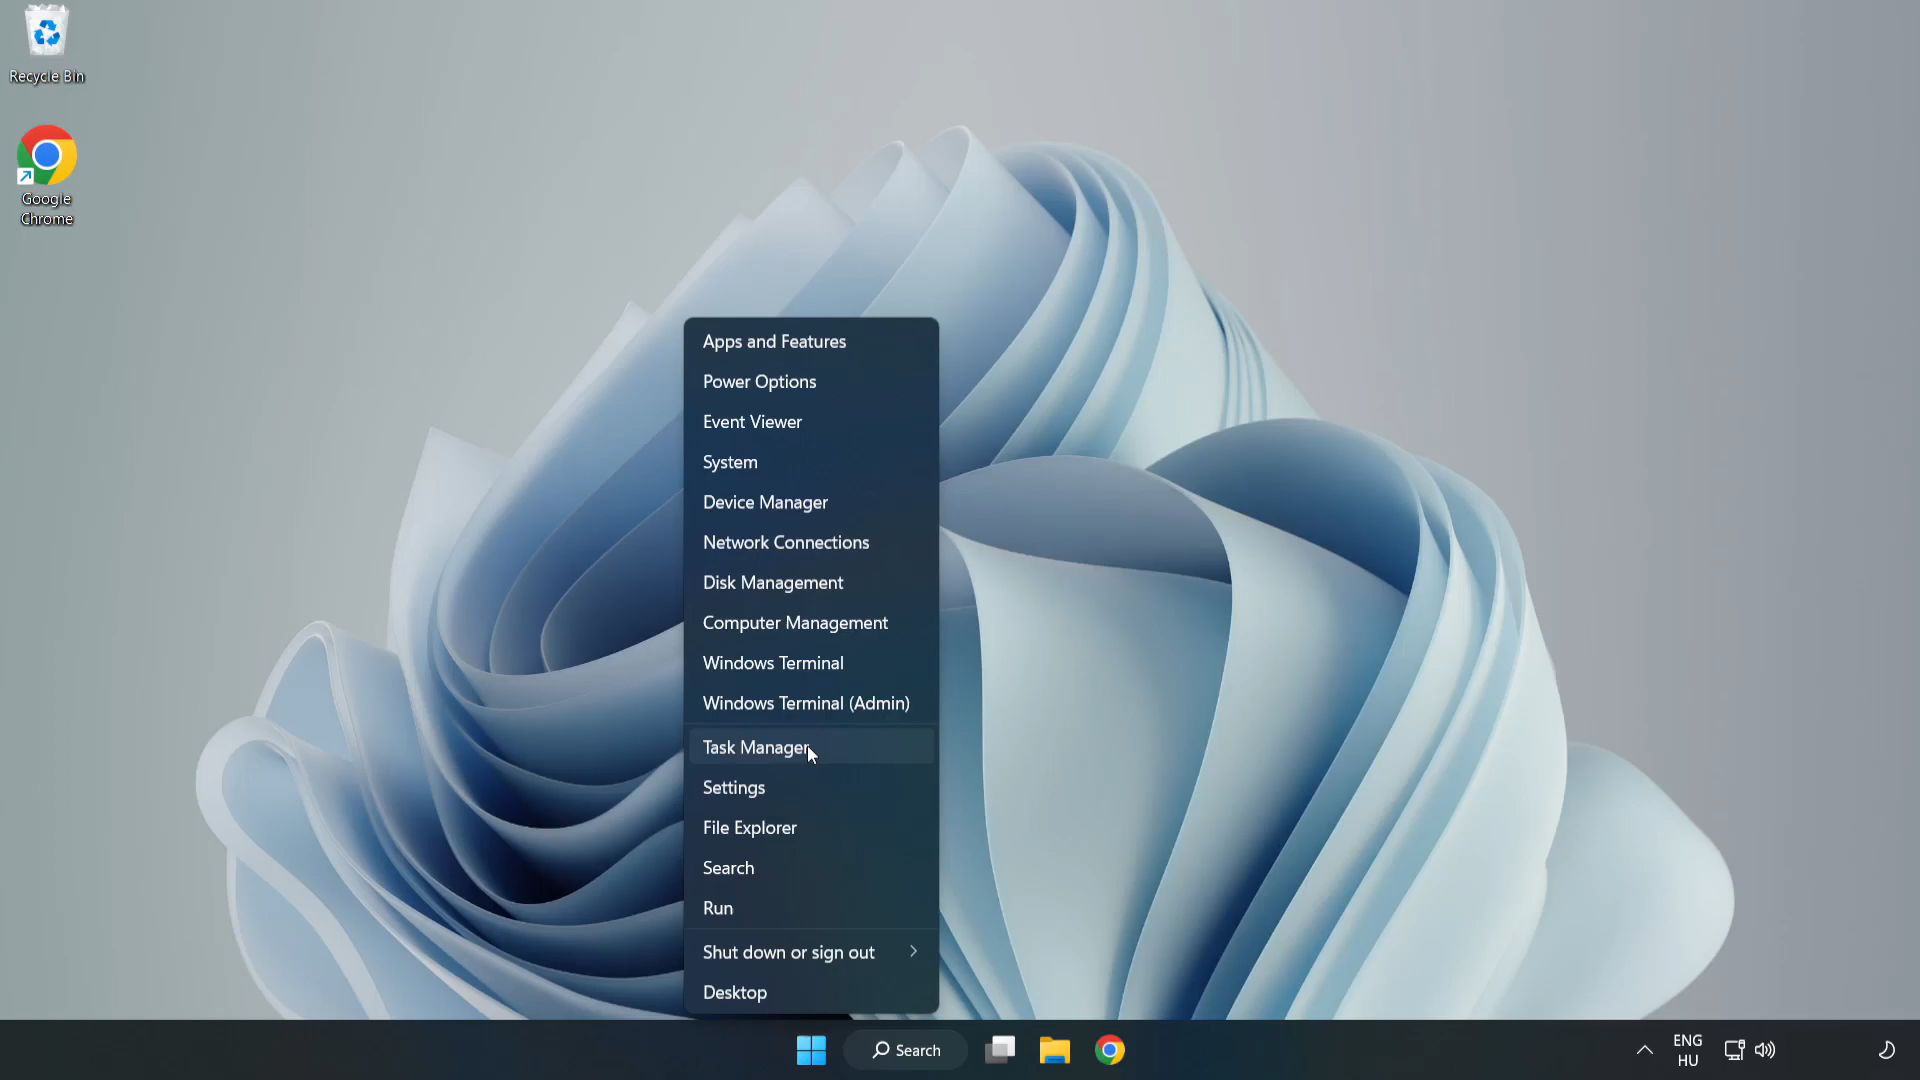 Recycle Bin
Google
Chrome
Apps and Features
Power Options
Event Viewer
System
Device Manager
Network Connections
Disk Management
Computer Management
Windows Terminal
Windows Terminal (Admin)
Task Manager
Settings
File Explorer
Search
Run
Shut down or sign out
Desktop
Search
ENG
HU